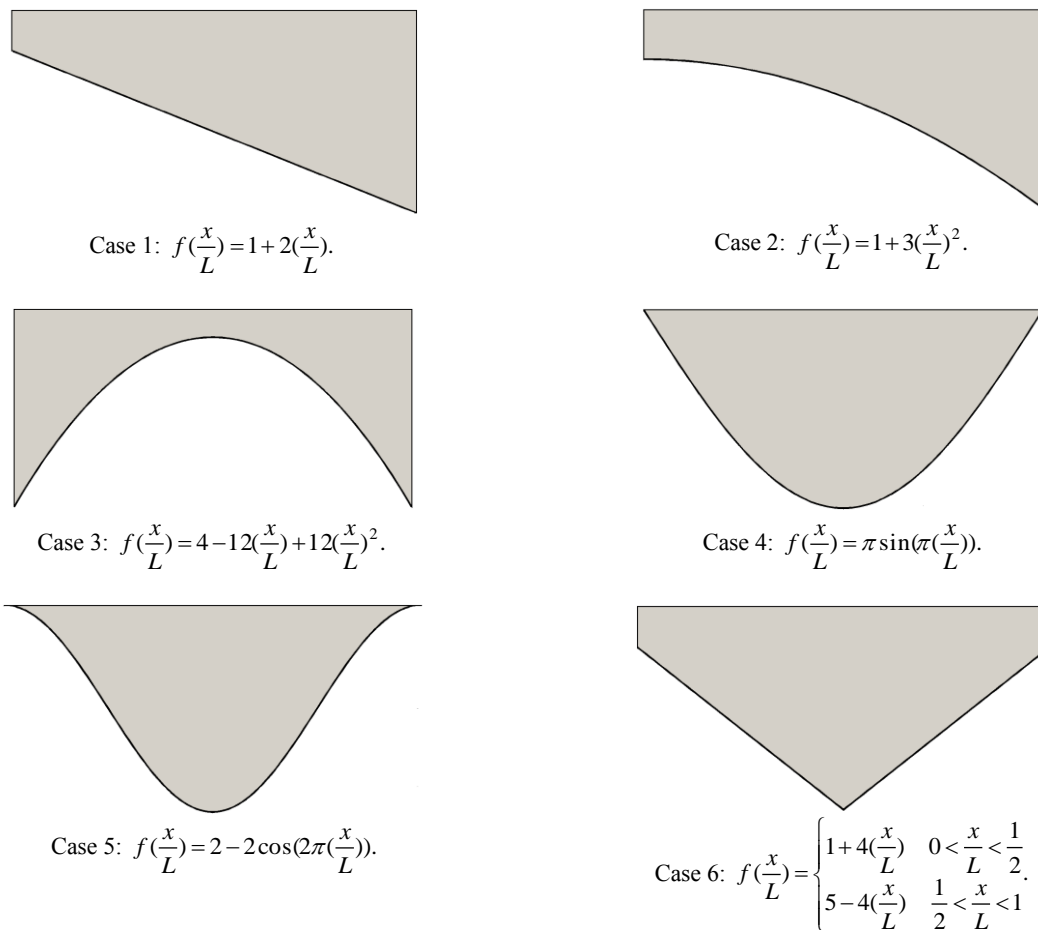 Case 1: f(x/L) = 1 + 2(x/L).
Case 2: f(x/L) = 1 + 3(x/L)².
Case 3: f(x/L) = 4 − 12(x/L) + 12(x/L)².
Case 4: f(x/L) = π sin(π(x/L)).
Case 5: f(x/L) = 2 − 2cos(2π(x/L)).
Case 6: f(x/L) = { 1 + 4(x/L)  0 < x/L < 1/2
5 − 4(x/L)  1/2 < x/L < 1 .